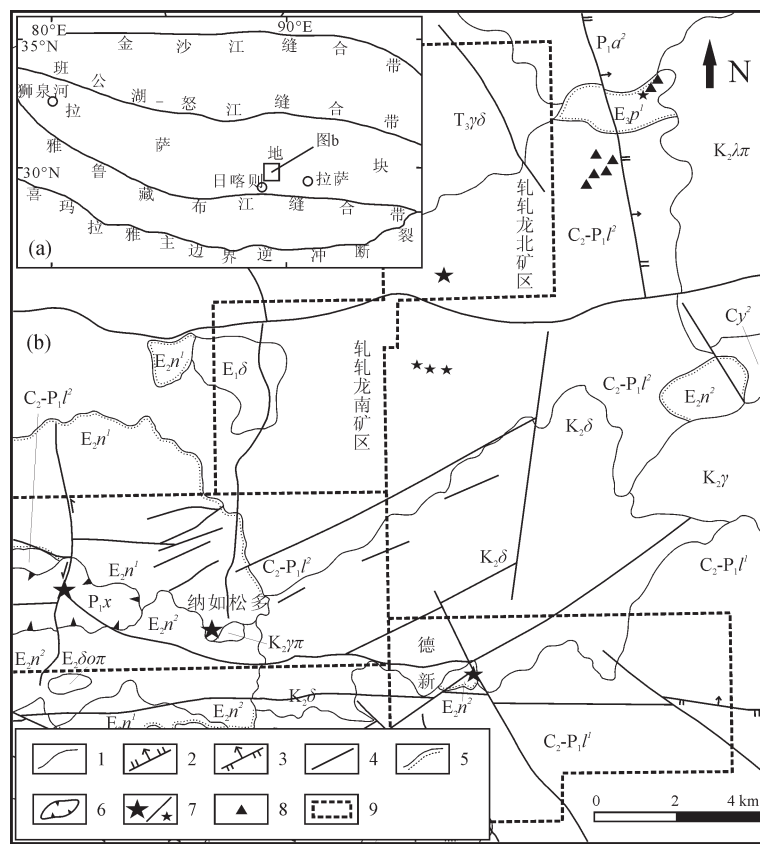 80°E 90°E
35°N 金沙江缝合带
班公湖-怒江缝合带
狮泉河
拉萨地块
图b
30°N 雅鲁藏布江缝合带
日喀则 拉萨
喜玛拉雅主边界逆冲断裂
(a)
N
P₁a²
E₃p¹
T₃γδ
K₂λπ
轧轧龙北矿区
C₂-P₁l²
(b)
Cy²
E₂n¹
E₁δ
轧轧龙南矿区
C₂-P₁l²
C₂-P₁l²
E₂n²
E₂n¹
K₂δ
K₂γ
C₂-P₁l²
K₂δ
C₂-P₁l¹
E₂n¹
P₁x
纳如松多
E₂n²
K₂γπ
德新
E₂n²
E₂δοπ
K₂δ
E₂n²
E₂n¹
E₂n²
C₂-P₁l¹
1 2 3 4 5
6 7 8 9
0 2 4 km